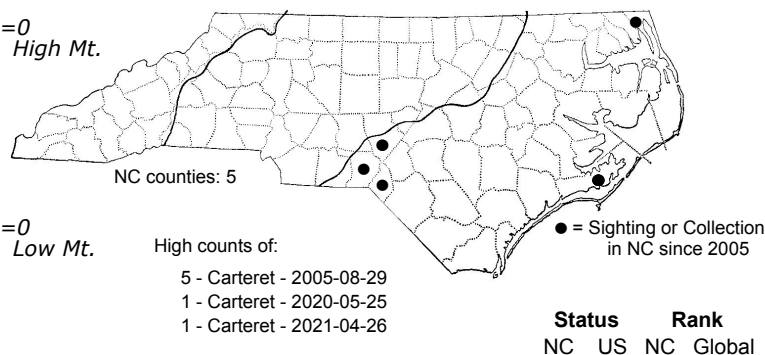 =0
High Mt.
NC counties: 5
=0
Low Mt.
High counts of:
5 - Carteret - 2005-08-29
1 - Carteret - 2020-05-25
1 - Carteret - 2021-04-26
● = Sighting or Collection
in NC since 2005
Status Rank
NC US NC Global